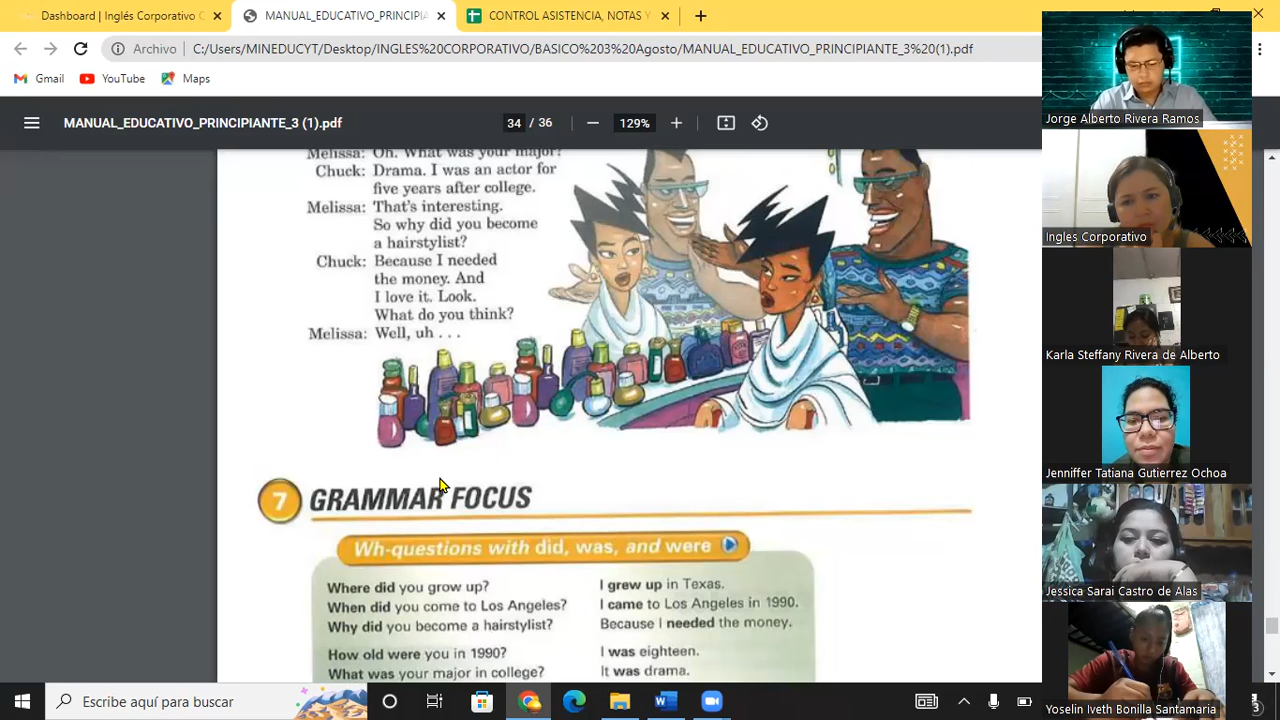 Dashboard | Inglés Corporativo C
MANUAL_EDUCATIVO_PRINCIPI
CONTROL ASISTENCIA, NOTAS Y
Archivo
C:/Users/MINEDUCYT/Desktop/INGLES%20CORPORATIVO/BASICO%203%20Agosto/MANUAL_EDUCATIVO_PRINCIPIANTE_3%20(1).pdf
Gmail
YouTube
Maps
MANUAL_EDUCATIVO_PRINCIPIANTE_3 (1).pdf
34 / 36
129%
Melissa: Oh. What was your major?
Chuck: Drama. I was an actor for
five years after college.
Melissa: That's interesting.
So why did you become
a hairstylist?
Chuck: Because I needed
the money. And
I love it. Look.
What do you think?
Melissa: Well, uh . . .
7 GRAMMAR FOCUS
Wh-questions with did, was, and were
Where did you grow up? I grew up in Texas.
When did you come to Los Angeles? I came to Los Angeles in 1990.
Why did you become a hairstylist? Because I needed the money.
How old were you in 1990? I was eighteen.
What was your major in college? It was drama.
Jorge Alberto Rivera Ramos
Ingles Corporativo
Karla Steffany Rivera de Alberto
Jenniffer Tatiana Gutierrez Ochoa
Jessica Sarai Castro de Alas
Yoselin Iveth Bonilla Santamaria
Escribe aquí para buscar